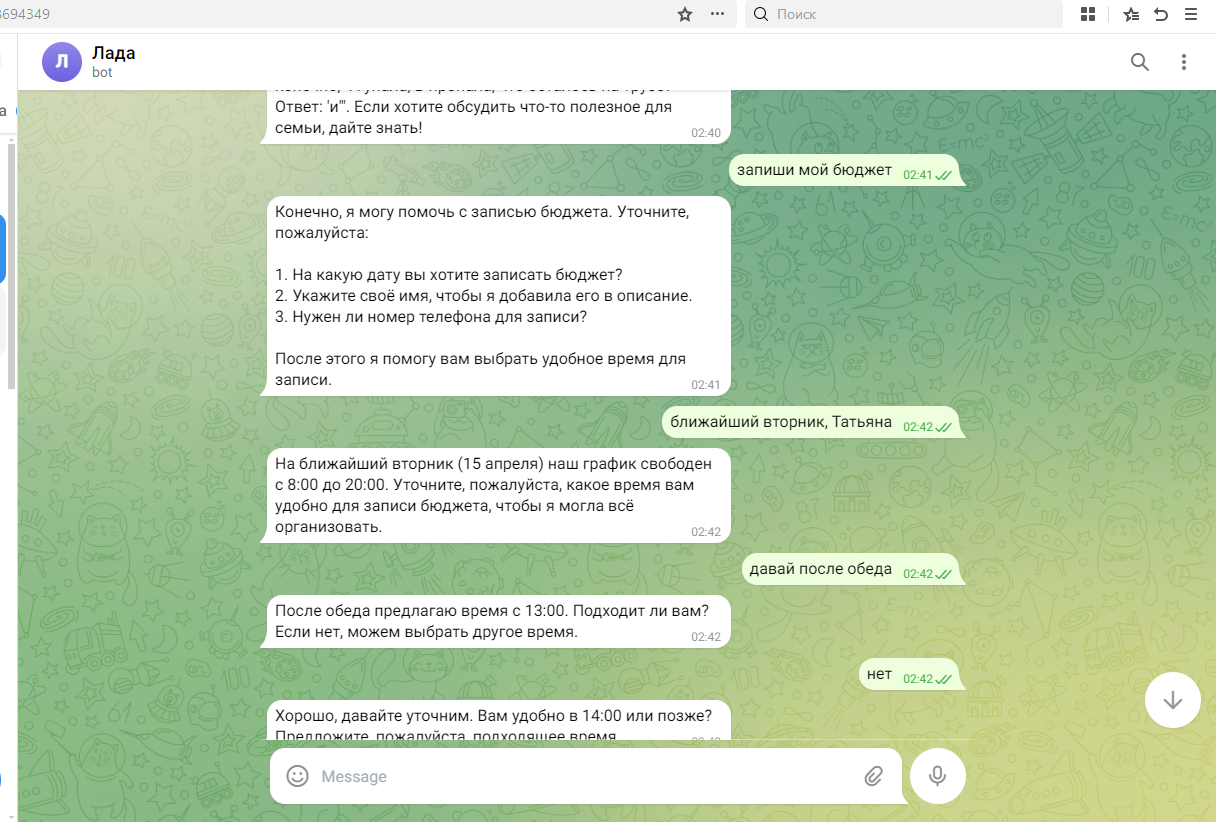 3694349
Поиск
Л
Лада
bot
а
Ответ: 'и'". Если хотите обсудить что-то полезное для
семьи, дайте знать!
02:40
запиши мой бюджет
02:41
Конечно, я могу помочь с записью бюджета. Уточните,
пожалуйста:
1. На какую дату вы хотите записать бюджет?
2. Укажите своё имя, чтобы я добавила его в описание.
3. Нужен ли номер телефона для записи?
После этого я помогу вам выбрать удобное время для
записи.
02:41
ближайший вторник, Татьяна
02:42
На ближайший вторник (15 апреля) наш график свободен
с 8:00 до 20:00. Уточните, пожалуйста, какое время вам
удобно для записи бюджета, чтобы я могла всё
организовать.
02:42
давай после обеда
02:42
После обеда предлагаю время с 13:00. Подходит ли вам?
Если нет, можем выбрать другое время.
02:42
нет
02:42
Хорошо, давайте уточним. Вам удобно в 14:00 или позже?
Предложите, пожалуйста, подходящее время
Message